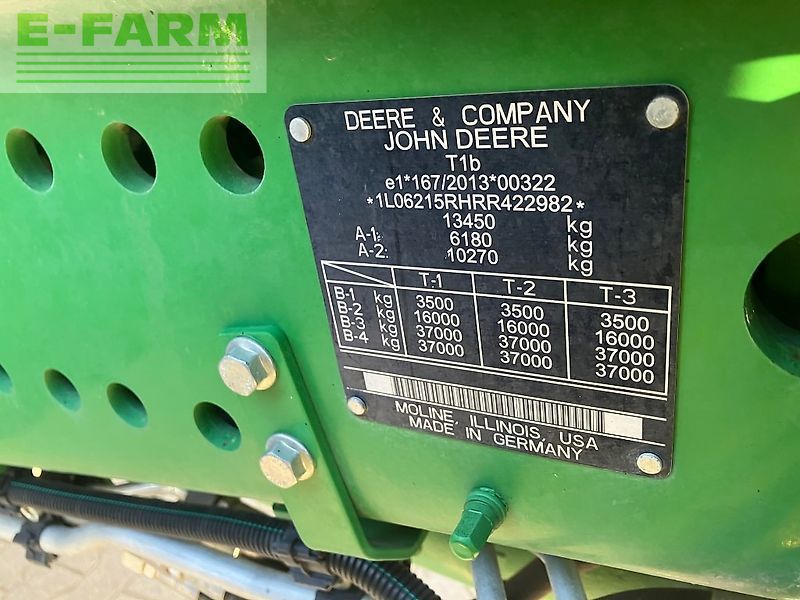 E-FARM
DEERE & COMPANY
JOHN DEERE
T1b
e1*167/2013*00322
*1L06215RHRR422982*
13450 kg
A-1: 6180 kg
A-2: 10270 kg
T-1 T-2 T-3
B-1 kg 3500 3500 3500
B-2 kg 16000 16000 16000
B-3 kg 37000 37000 37000
B-4 kg 37000 37000 37000
MOLINE, ILLINOIS, USA
MADE IN GERMANY